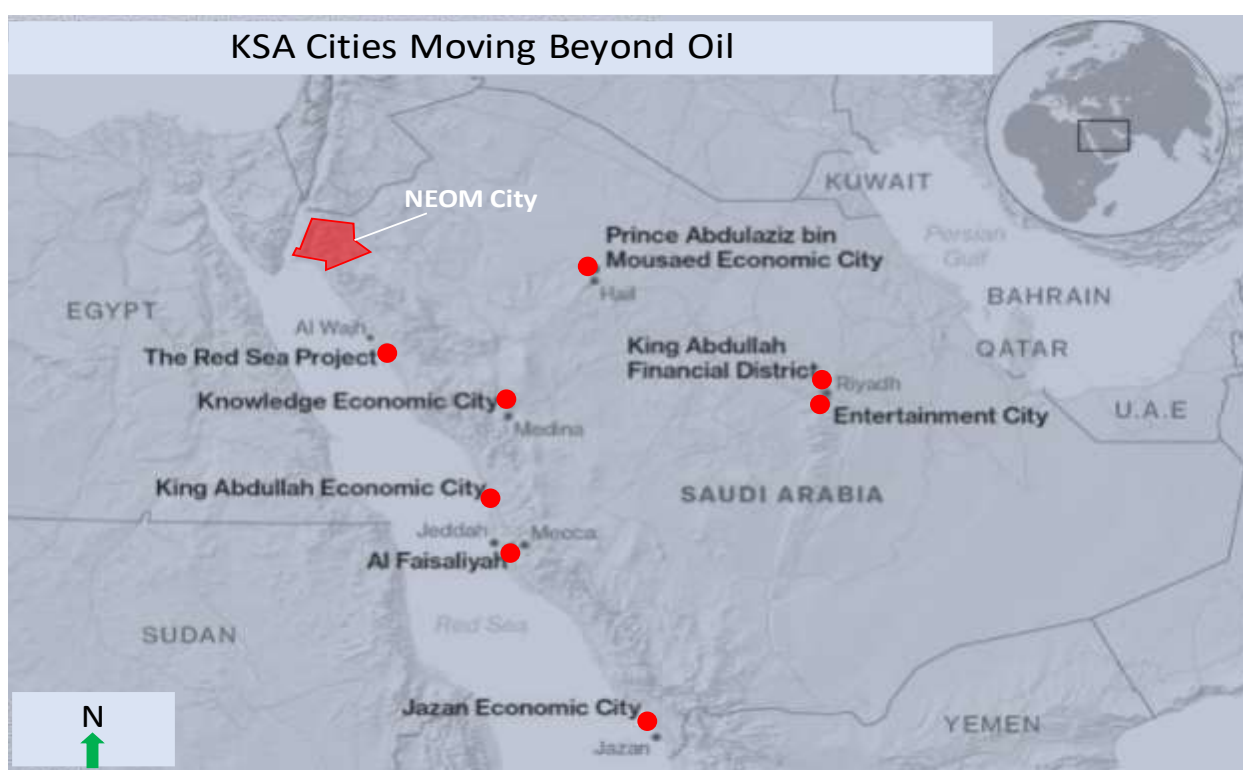 KSA Cities Moving Beyond Oil
KUWAIT
NEOM City
Persian
Gulf
Prince Abdulaziz bin
Mousaed Economic City
Hail
BAHRAIN
EGYPT
Al Wajh
The Red Sea Project
King Abdullah
Financial District
QATAR
Riyadh
Knowledge Economic City
Entertainment City
U.A.E
Medina
King Abdullah Economic City
SAUDI ARABIA
Jeddah
Mecca
Al Faisaliyah
Red Sea
SUDAN
Jazan Economic City
N
YEMEN
Jazan